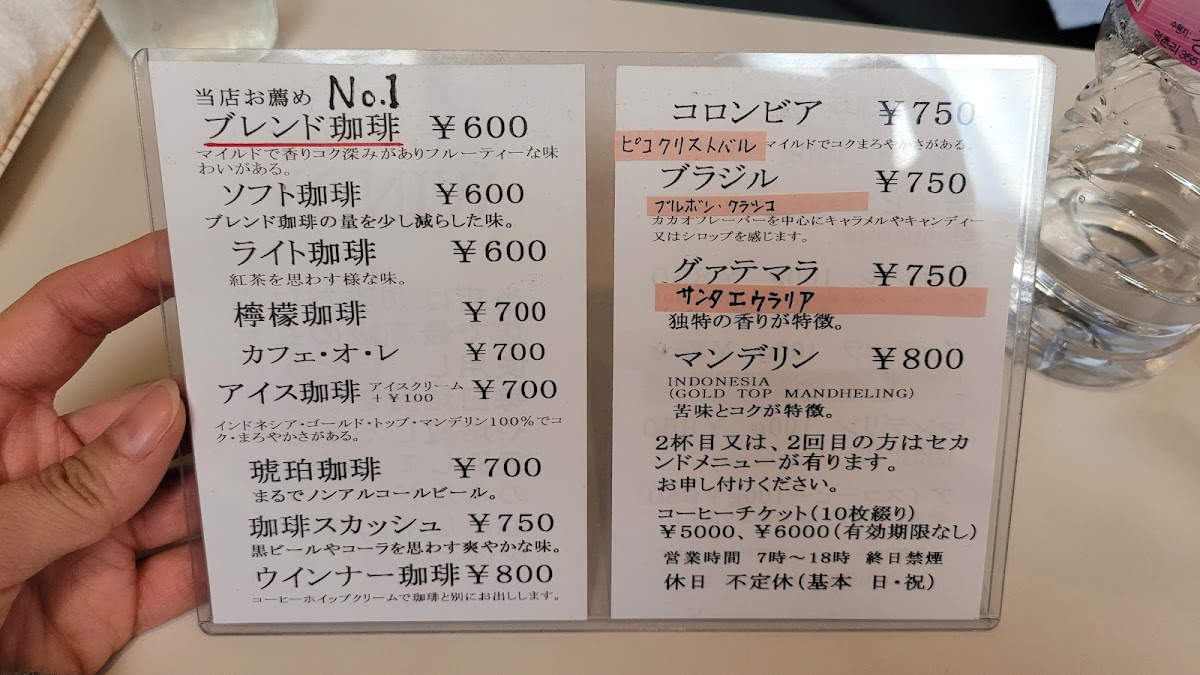 当店お薦め No.1
ブレンド珈琲 ￥600
マイルドで香りコク深みがありフルーティーな味
わいがある。
ソフト珈琲 ￥600
ブレンド珈琲の量を少し減らした味。
ライト珈琲 ￥600
紅茶を思わす様な味。
檸檬珈琲 ￥700
カフェ・オ・レ ￥700
アイス珈琲 アイスクリーム ＋￥100 ￥700
インドネシア・ゴールド・トップ・マンデリン100％でコ
ク・まろやかさがある。
琥珀珈琲 ￥700
まるでノンアルコールビール。
珈琲スカッシュ ￥750
黒ビールやコーラを思わす爽やかな味。
ウインナー珈琲￥800
コーヒーホイップクリームで珈琲と別にお出しします。
コロンビア ￥750
ピコクリストバル マイルドでコクまろやかさがある。
ブラジル ￥750
ブルボン・クラシコ
カカオフレーバーを中心にキャラメルやキャンディー
又はシロップを感じます。
グァテマラ ￥750
サンタエウラリア
独特の香りが特徴。
マンデリン ￥800
INDONESIA
(GOLD TOP MANDHELING)
苦味とコクが特徴。
2杯目又は、2回目の方はセカ
ンドメニューが有ります。
お申し付けください。
コーヒーチケット(10枚綴り)
￥5000、￥6000(有効期限なし)
営業時間 7時～18時 終日禁煙
休日 不定休(基本 日・祝)